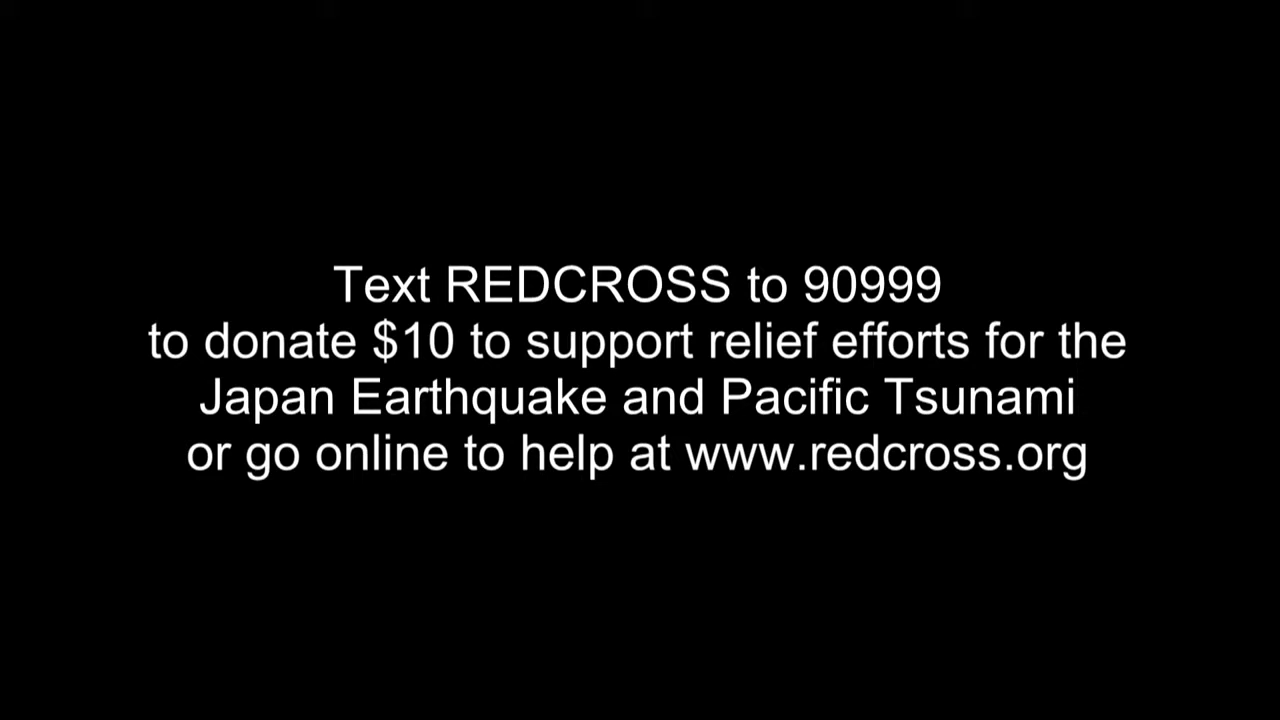 Text REDCROSS to 90999
to donate $10 to support relief efforts for the
Japan Earthquake and Pacific Tsunami
or go online to help at www.redcross.org